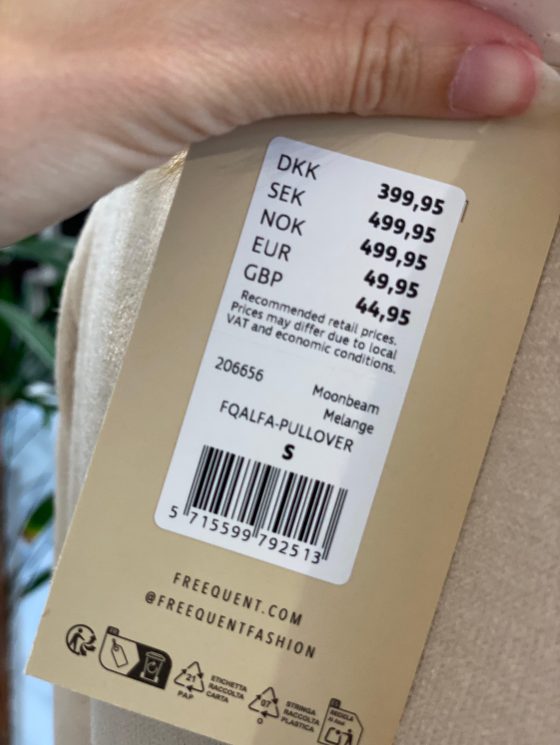 DKK 399,95
SEK 499,95
NOK 499,95
EUR 49,95
GBP 44,95
Recommended retail prices.
Prices may differ due to local
VAT and economic conditions.
206656 Moonbeam
Melange
FQALFA-PULLOVER
S
5 715599 792513
FREEQUENT.COM
@FREEQUENTFASHION
21
PAP
ETICHETTA
RACCOLTA
CARTA
07
O
STRINGA
RACCOLTA
PLASTICA
RECICLA